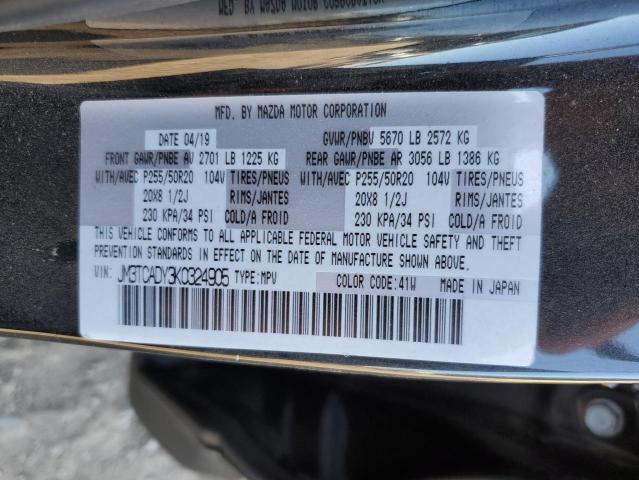 MFD. BY MAZDA MOTOR CORPORATION
DATE 04/19 GVWR/PNBV 5670 LB 2572 KG
FRONT GAWR/PNBE AV 2701 LB 1225 KG REAR GAWR/PNBE AR 3056 LB 1386 KG
WITH/AVEC P255/50R20 104V TIRES/PNEUS WITH/AVEC P255/50R20 104V TIRES/PNEUS
20X8 1/2J RIMS/JANTES 20X8 1/2J RIMS/JANTES
230 KPA/34 PSI COLD/A FROID 230 KPA/34 PSI COLD/A FROID
THIS VEHICLE CONFORMS TO ALL APPLICABLE FEDERAL MOTOR VEHICLE SAFETY AND THEFT
PREVENTION STANDARDS IN EFFECT ON THE DATE OF MANUFACTURE SHOWN ABOVE.
VIN: JM3TCADY3K0324905 TYPE:MPV COLOR CODE:41W MADE IN JAPAN